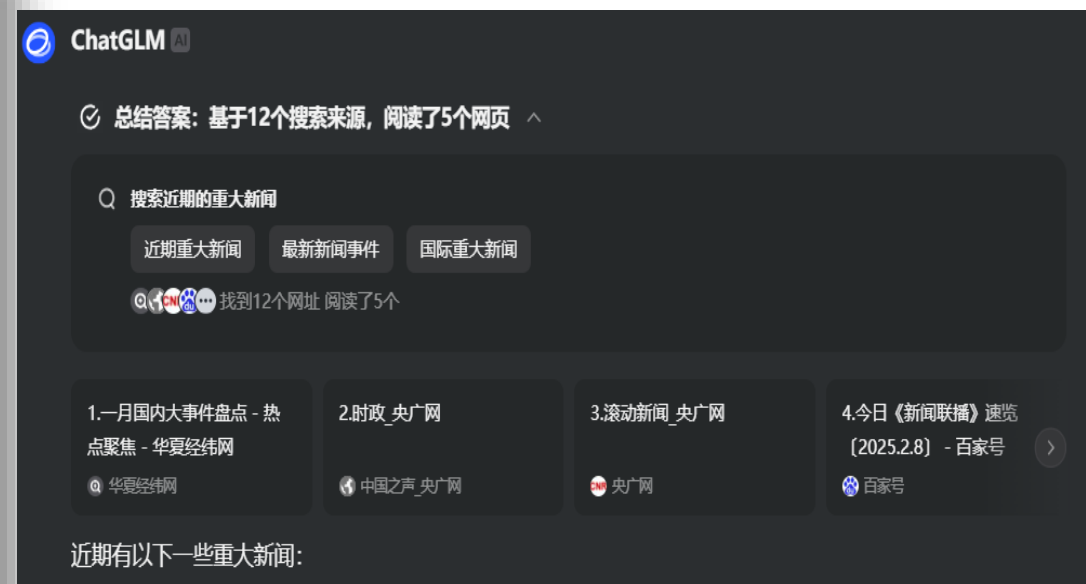 ChatGLM AI
总结答案：基于12个搜索来源，阅读了5个网页
搜索近期的重大新闻
近期重大新闻 最新新闻事件 国际重大新闻
找到12个网址 阅读了5个
1.一月国内大事件盘点 - 热
点聚焦 - 华夏经纬网
华夏经纬网
2.时政_央广网
中国之声_央广网
3.滚动新闻_央广网
CNR 央广网
4.今日《新闻联播》速览
（2025.2.8） - 百家号
du 百家号
近期有以下一些重大新闻：